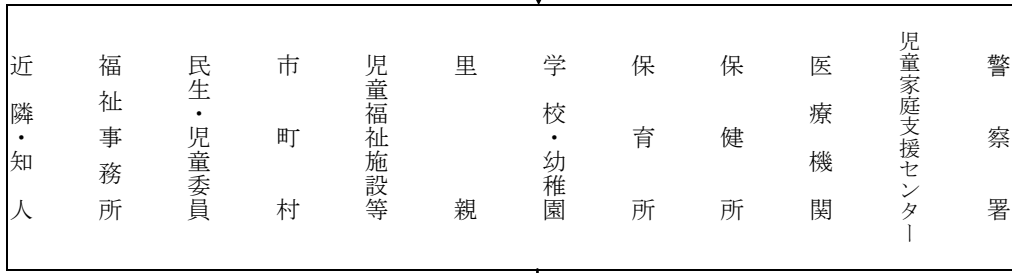 警察署
児童家庭支援センター
医療機関
保健所
保育所
学校・幼稚園
里親
児童福祉施設等
市町村
民生・児童委員
福祉事務所
近隣・知人